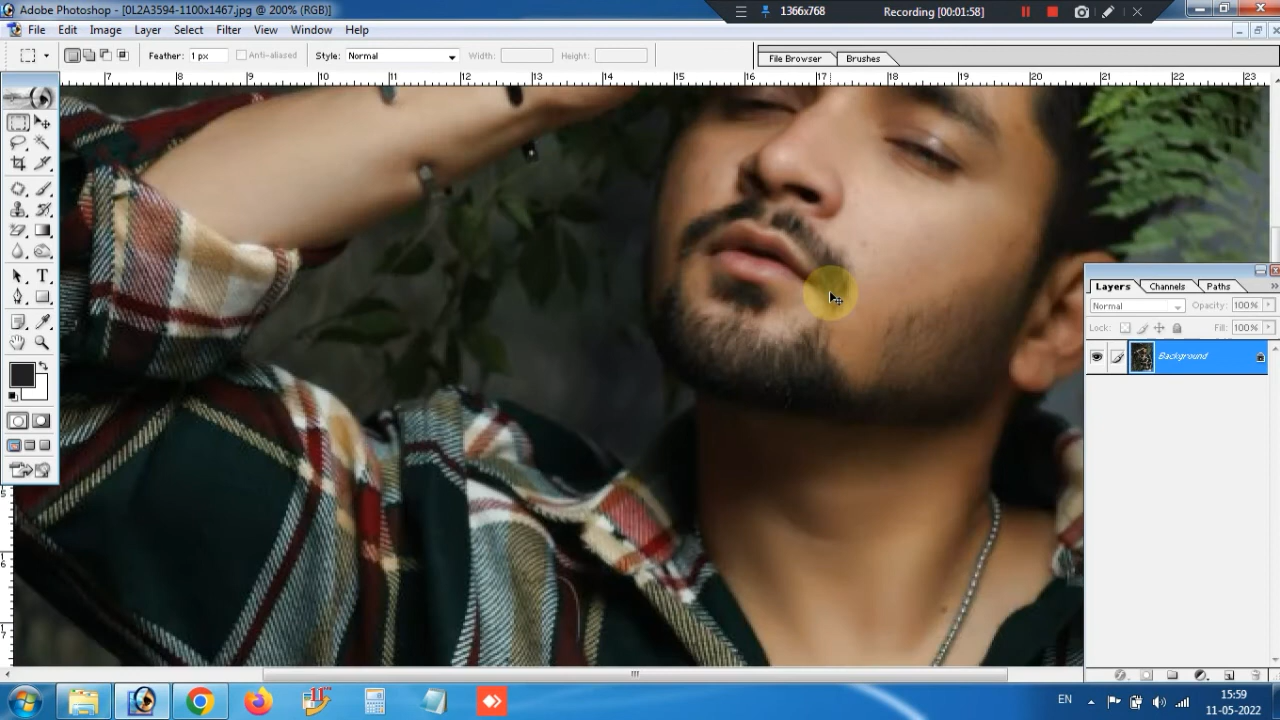 Adobe Photoshop - [0L2A3594-1100x1467.jpg @ 200% (RGB)]
1366x768
Recording [00:01:58]
File Edit Image Layer Select Filter View Window Help
Feather: 1 px Anti-aliased Style: Normal Width: Height:
File Browser Brushes
7 8 9 10 11 12 13 14 15 16 17 18 19 20 21 22 23
Layers Channels Paths
Normal Opacity: 100%
Lock: Fill: 100%
Background
EN
15:59
11-05-2022